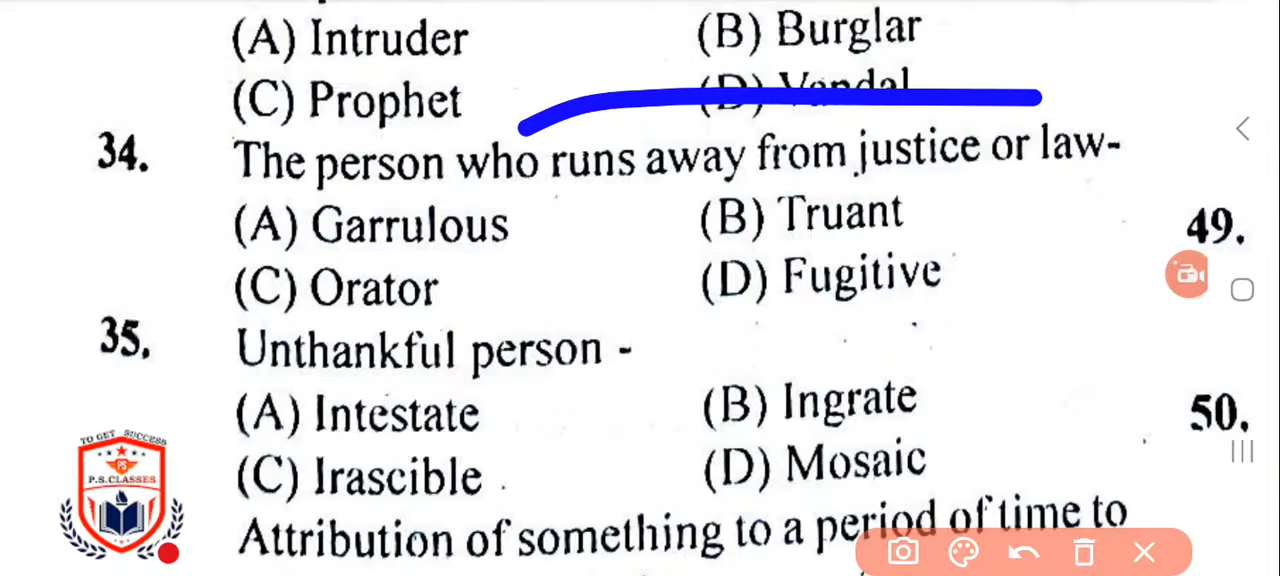 (A) Intruder (B) Burglar
(C) Prophet (D) Vandal
34. The person who runs away from justice or law-
(A) Garrulous (B) Truant 49.
(C) Orator (D) Fugitive
35. Unthankful person -
(A) Intestate (B) Ingrate 50.
(C) Irascible (D) Mosaic
TO GET SUCCESS
PS
P.S.CLASSES
Attribution of something to a period of time to